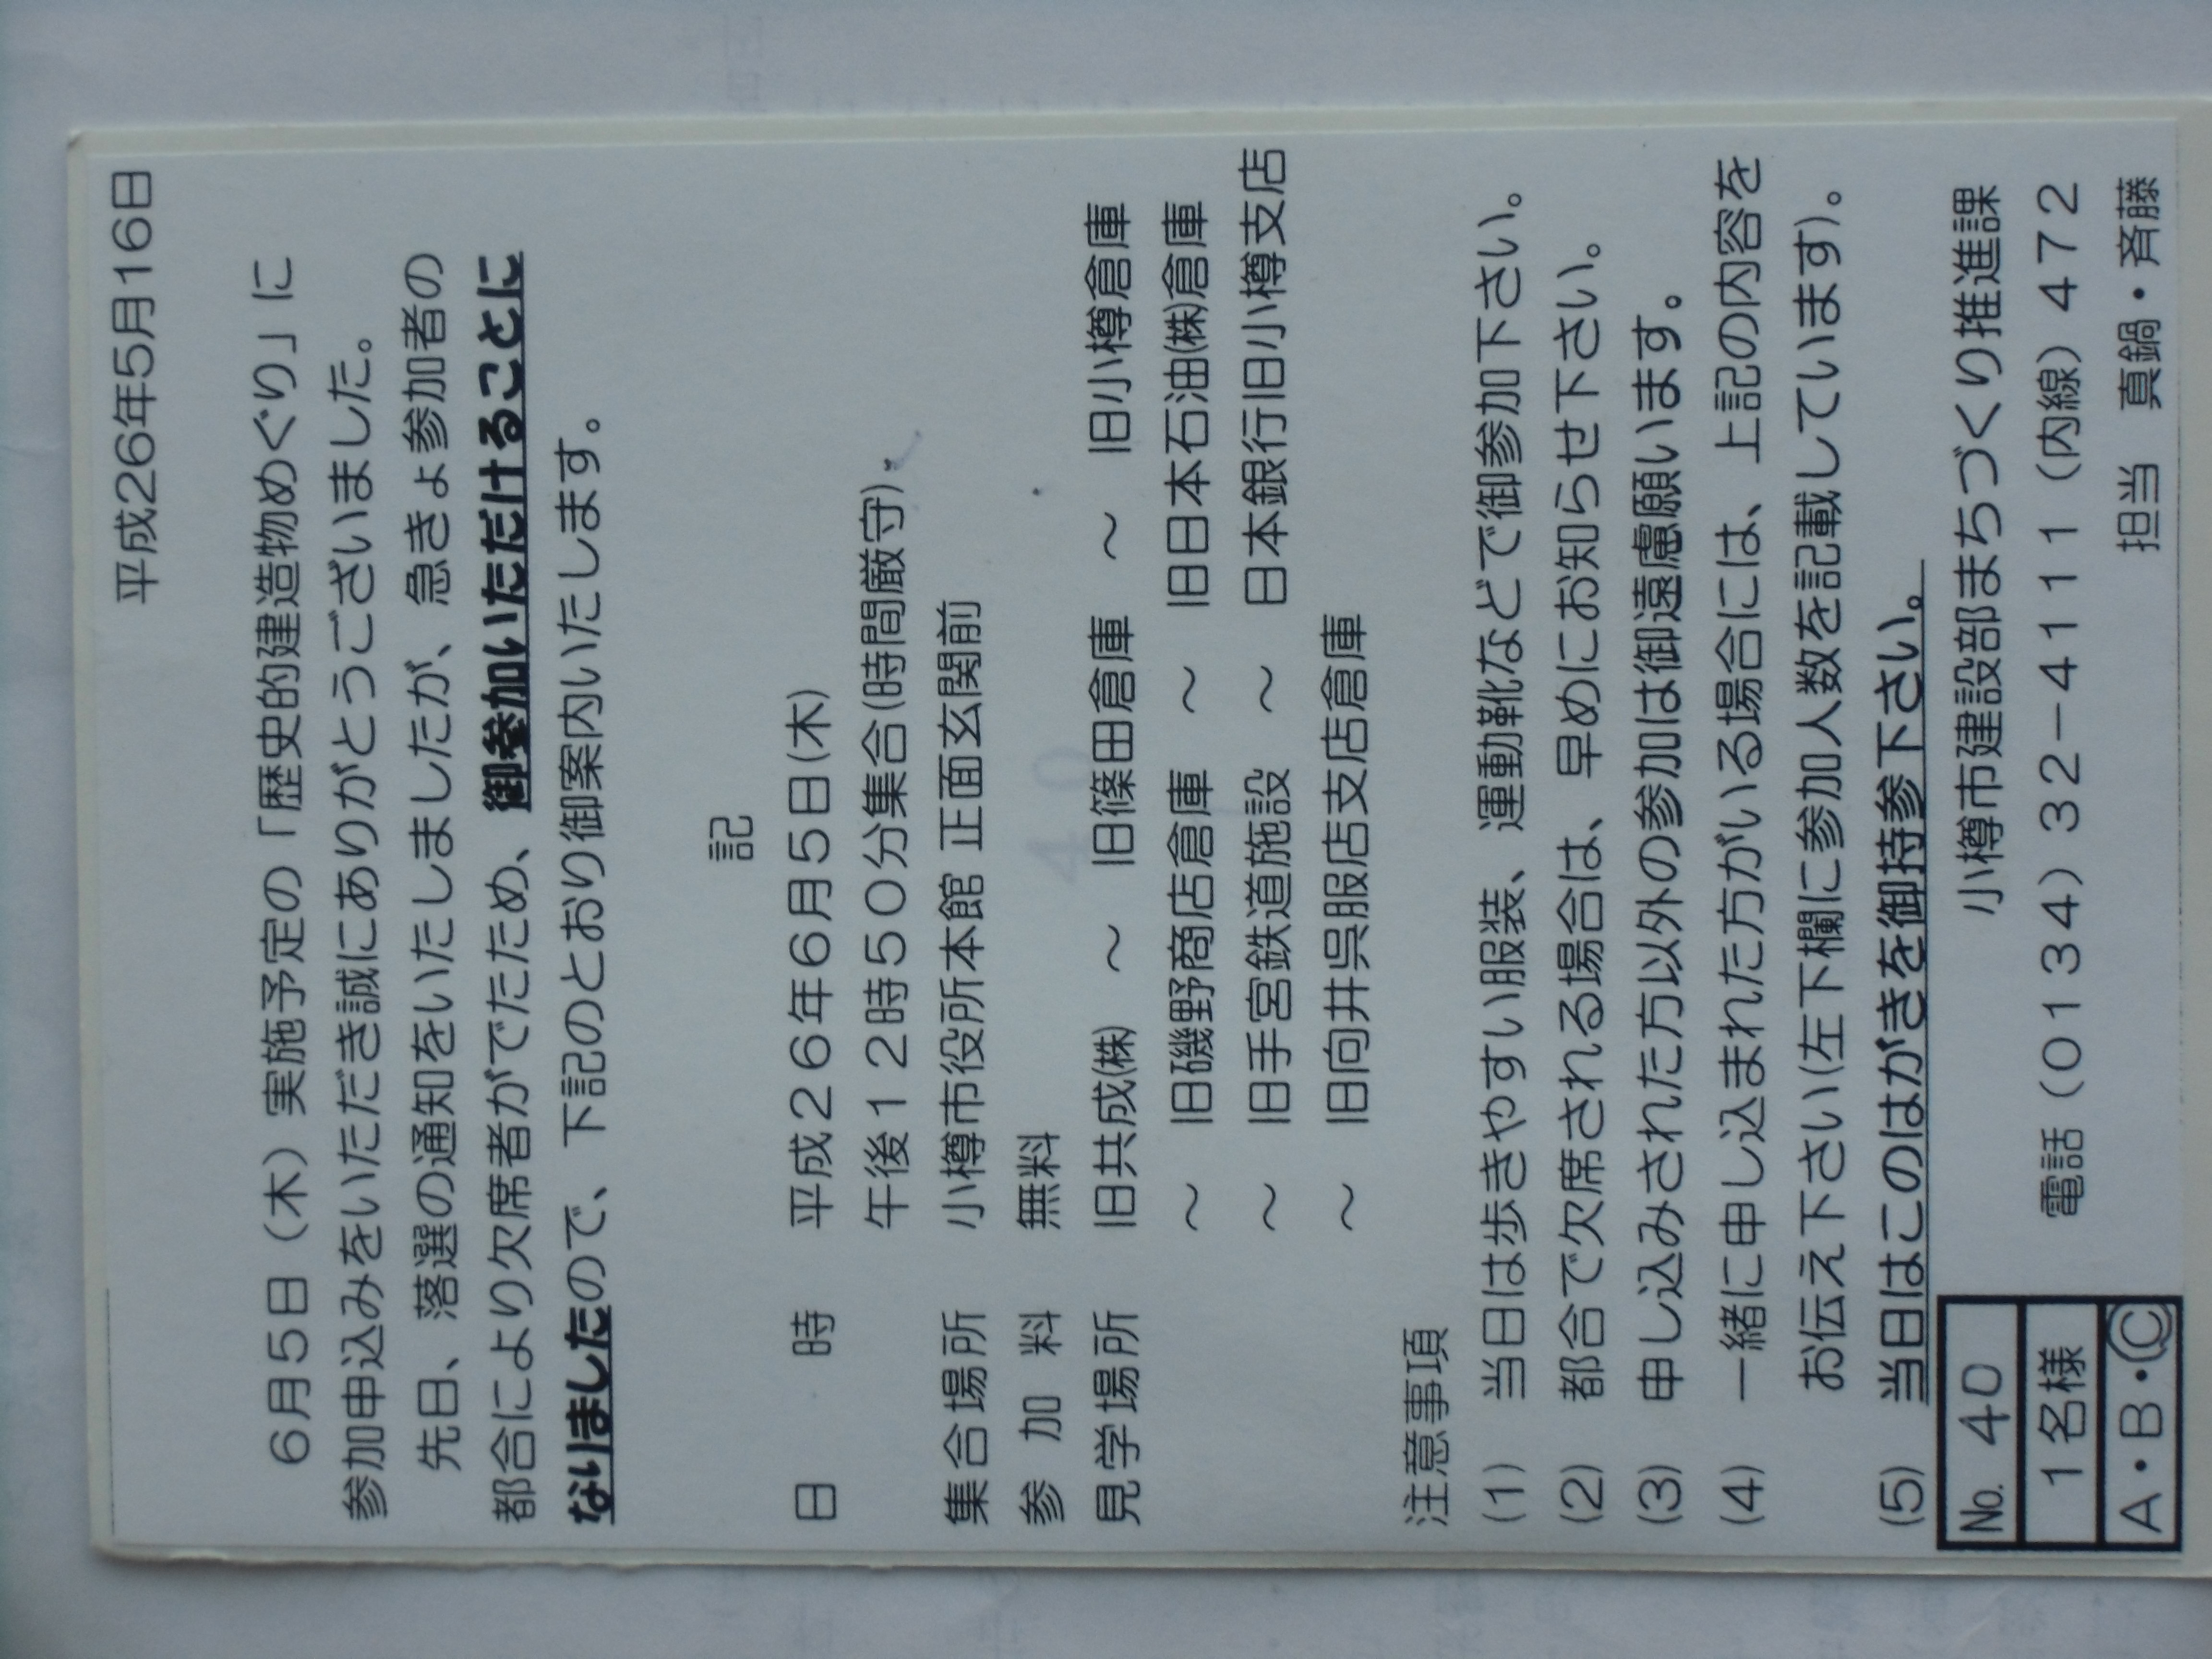 平成26年5月16日
６月５日（木）実施予定の「歴史的建造物めぐり」に
参加申込みをいただき誠にありがとうございました。
先日、落選の通知をいたしましたが、急きょ参加者の
都合により欠席者がでたため、御参加いただけることに
なりましたので、下記のとおり御案内いたします。
記
日　　時　平成２６年６月５日(木)
午後１２時５０分集合(時間厳守)
集合場所　小樽市役所本館 正面玄関前
参 加 料　無料
見学場所　旧共成㈱　～　旧篠田倉庫　～　旧小樽倉庫
～　旧磯野商店倉庫　～　旧日本石油㈱倉庫
～　旧手宮鉄道施設　～　日本銀行旧小樽支店
～　旧向井呉服店支店倉庫
注意事項
(1)　当日は歩きやすい服装、運動靴などで御参加下さい。
(2)　都合で欠席される場合は、早めにお知らせ下さい。
(3)　申し込みされた方以外の参加は御遠慮願います。
(4)　一緒に申し込まれた方がいる場合には、上記の内容を
お伝え下さい(左下欄に参加人数を記載しています)。
(5)　当日はこのはがきを御持参下さい。
小樽市建設部まちづくり推進課
電話（０１３４）３２－４１１１（内線）４７２
担当　真鍋・斉藤
No. 40
１名様
A・B・C
40